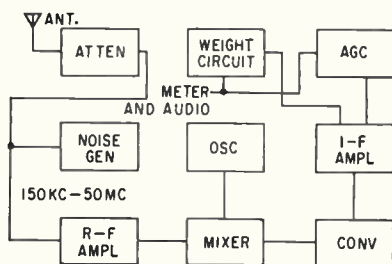 ANT.
ATTEN
WEIGHT
CIRCUIT
AGC
METER
AND AUDIO
NOISE
GEN
OSC
I-F
AMPL
150KC-50MC
R-F
AMPL
MIXER
CONV